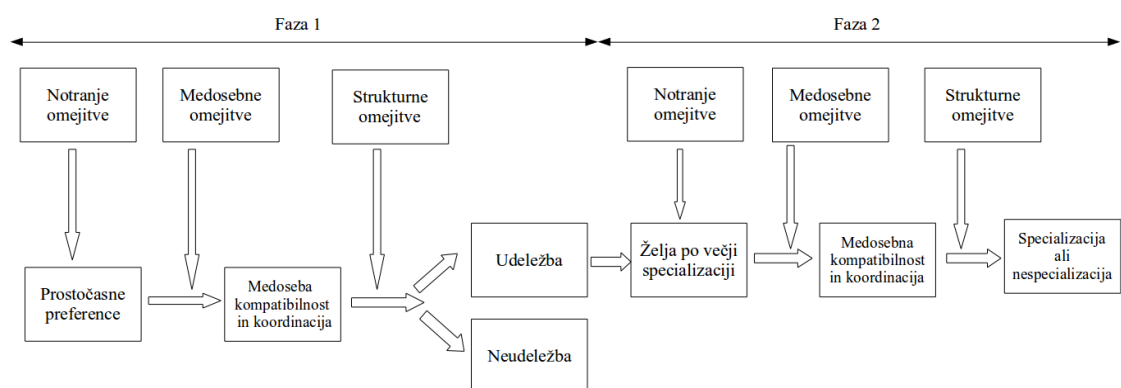 Faza 1
Faza 2
Notranje
omejitve
Medosebne
omejitve
Strukturne
omejitve
Notranje
omejitve
Medosebne
omejitve
Strukturne
omejitve
Prostočasne
preference
Medoseba
kompatibilnost
in koordinacija
Udeležba
Neudeležba
Želja po večji
specializaciji
Medosebna
kompatibilnost
in koordinacija
Specializacija
ali
nespecializacija